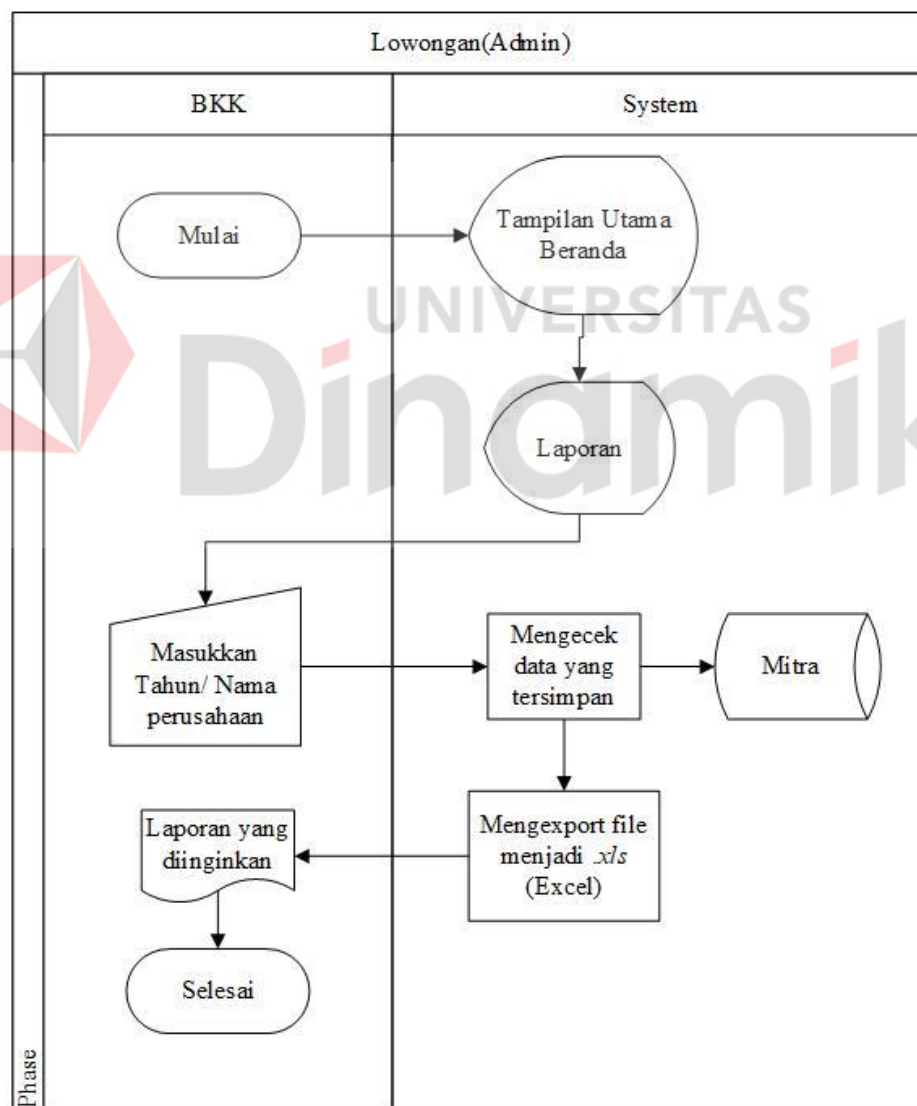 Lowongan(Admin)
BKK
System
Mulai
Tampilan Utama
Beranda
UNIVERSITAS
Dinamik
Laporan
Masukkan
Tahun/ Nama
perusahaan
Mengecek
data yang
tersimpan
Mitra
Laporan yang
diinginkan
Mengexport file
menjadi .xls
(Excel)
Selesai
Phase